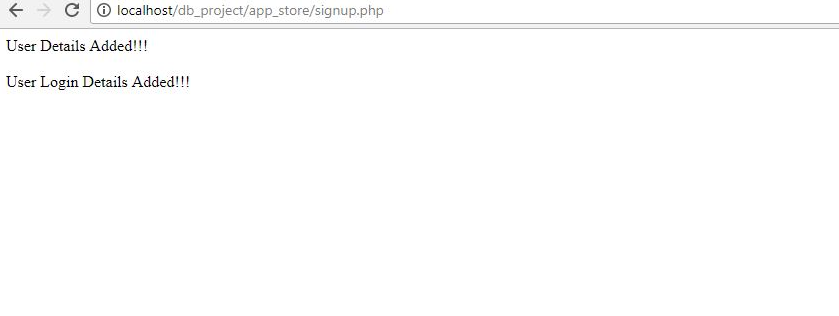 localhost/db_project/app_store/signup.php
User Details Added!!!
User Login Details Added!!!